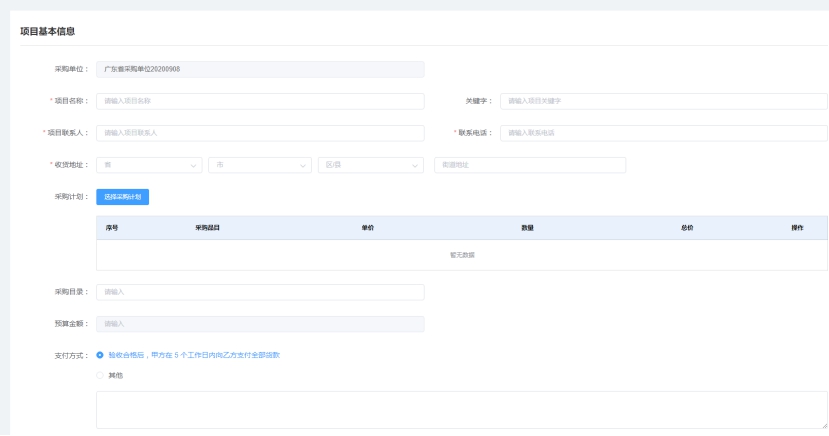 项目基本信息
采购单位： 广东省采购单位20200908
* 项目名称： 请输入项目名称 关键字： 请输入项目关键字
* 项目联系人： 请输入项目联系人 * 联系电话： 请输入联系电话
* 收货地址： 省 市 区/县 街道地址
采购计划： 选择采购计划
序号 采购品目 单价 数量 总价 操作
暂无数据
采购目录： 请输入
预算金额： 请输入
支付方式： 验收合格后，甲方在 5 个工作日内向乙方支付全部货款
其他